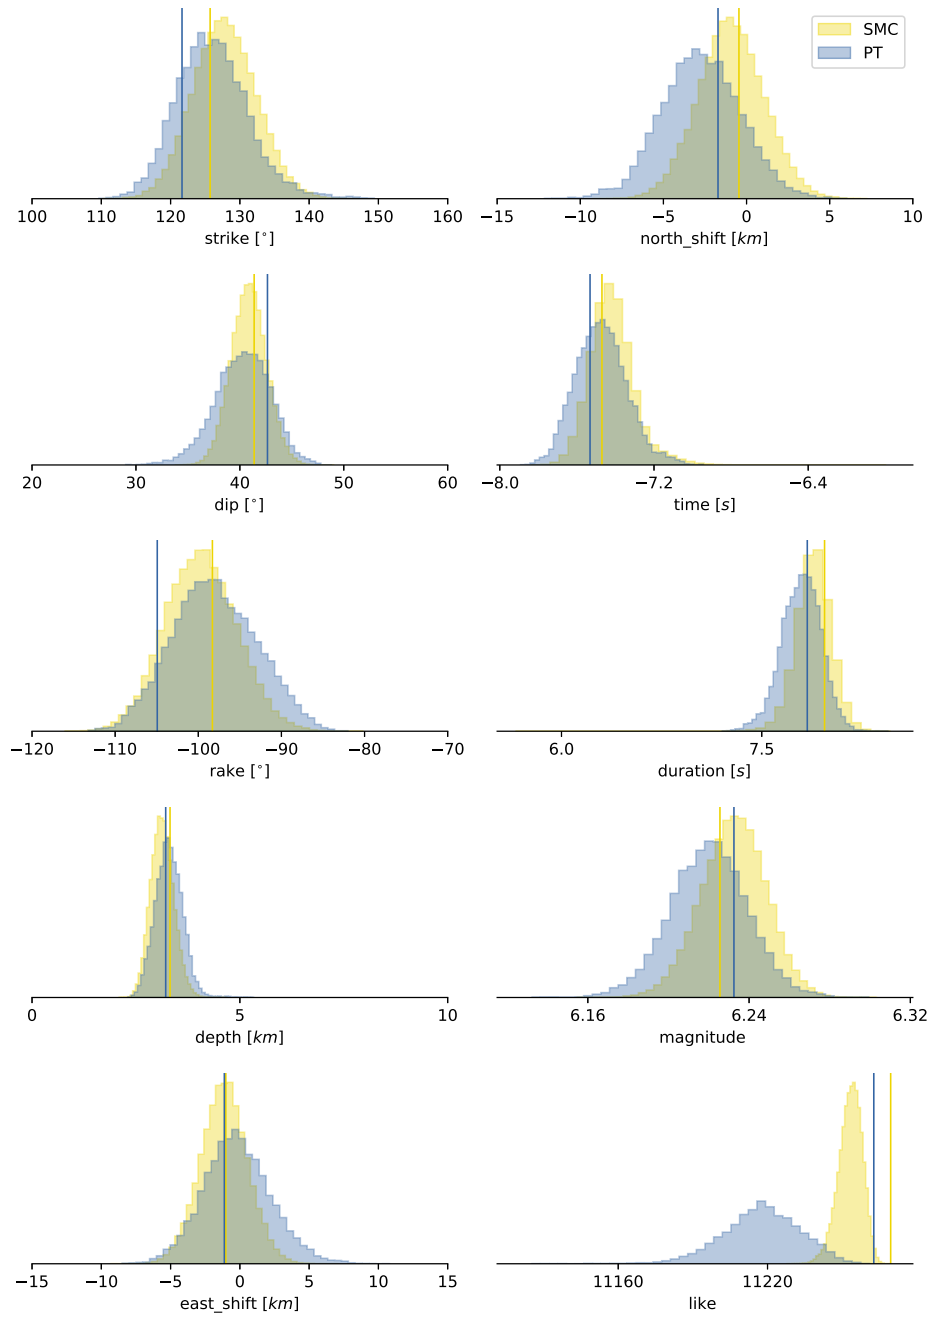 SMC
PT
100 110 120 130 140 150 160
strike [°]
−15 −10 −5 0 5 10
north_shift [km]
20 30 40 50 60
dip [°]
−8.0 −7.2 −6.4
time [s]
−120 −110 −100 −90 −80 −70
rake [°]
6.0 7.5
duration [s]
0 5 10
depth [km]
6.16 6.24 6.32
magnitude
−15 −10 −5 0 5 10 15
east_shift [km]
11160 11220
like